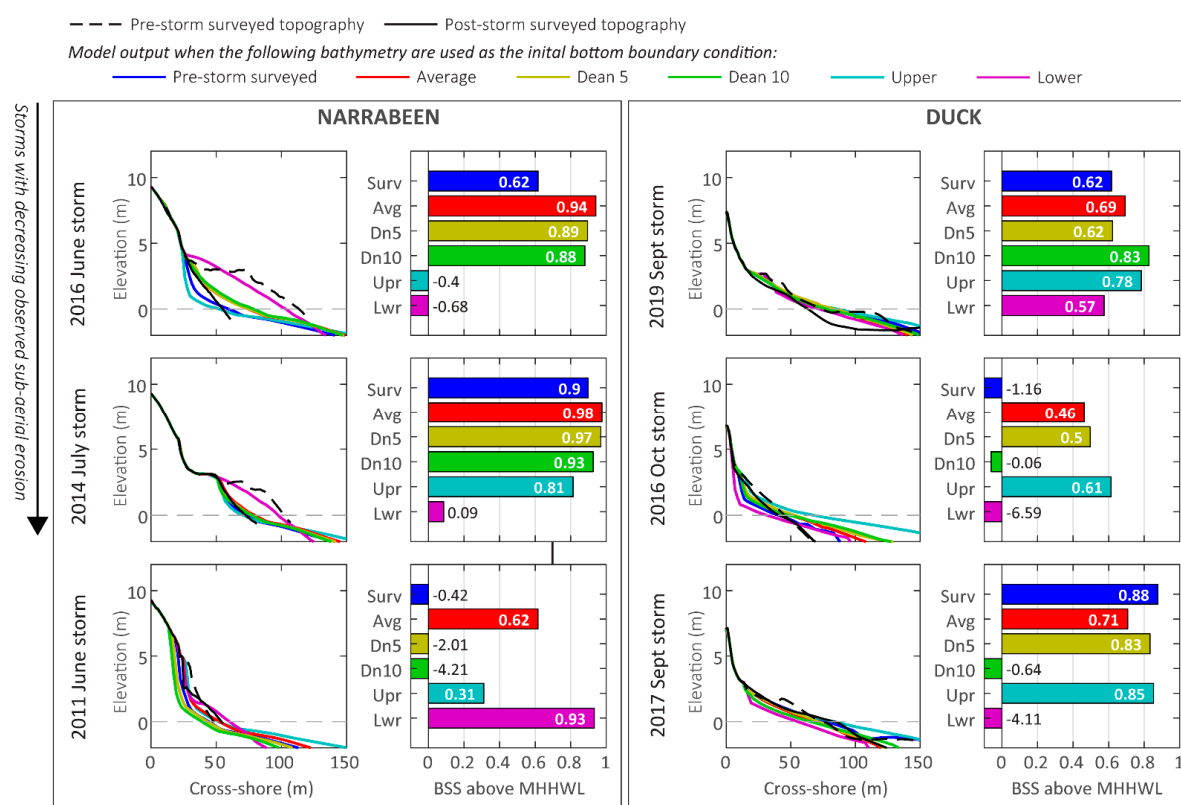 Pre-storm surveyed topography
Post-storm surveyed topography
Model output when the following bathymetry are used as the inital bottom boundary condition:
Pre-storm surveyed
Average
Dean 5
Dean 10
Upper
Lower
Storms with decreasing observed sub-aerial erosion
NARRABEEN
2016 June storm
Elevation (m)
10
5
0
Surv 0.62
Avg 0.94
Dn5 0.89
Dn10 0.88
Upr -0.4
Lwr -0.68
2014 July storm
Elevation (m)
10
5
0
Surv 0.9
Avg 0.98
Dn5 0.97
Dn10 0.93
Upr 0.81
Lwr 0.09
2011 June storm
Elevation (m)
10
5
0
0 50 100 150
Cross-shore (m)
Surv -0.42
Avg 0.62
Dn5 -2.01
Dn10 -4.21
Upr 0.31
Lwr 0.93
0 0.2 0.4 0.6 0.8 1
BSS above MHHWL
DUCK
2019 Sept storm
Elevation (m)
10
5
0
Surv 0.62
Avg 0.69
Dn5 0.62
Dn10 0.83
Upr 0.78
Lwr 0.57
2016 Oct storm
Elevation (m)
10
5
0
Surv -1.16
Avg 0.46
Dn5 0.5
Dn10 -0.06
Upr 0.61
Lwr -6.59
2017 Sept storm
Elevation (m)
10
5
0
0 50 100 150
Cross-shore (m)
Surv 0.88
Avg 0.71
Dn5 0.83
Dn10 -0.64
Upr 0.85
Lwr -4.11
0 0.2 0.4 0.6 0.8 1
BSS above MHHWL